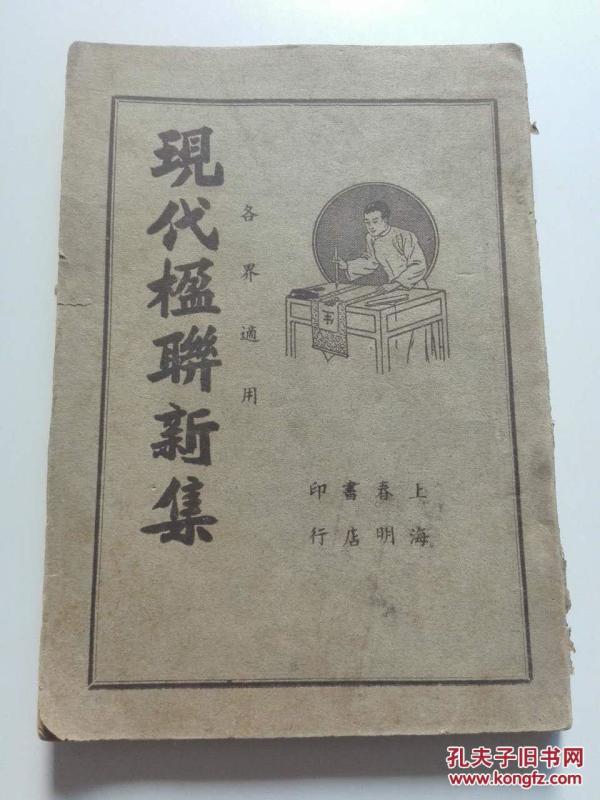 現代楹聯新集
各界適用
上海
春明
書店
印行
孔夫子旧书网
www.kongfz.com